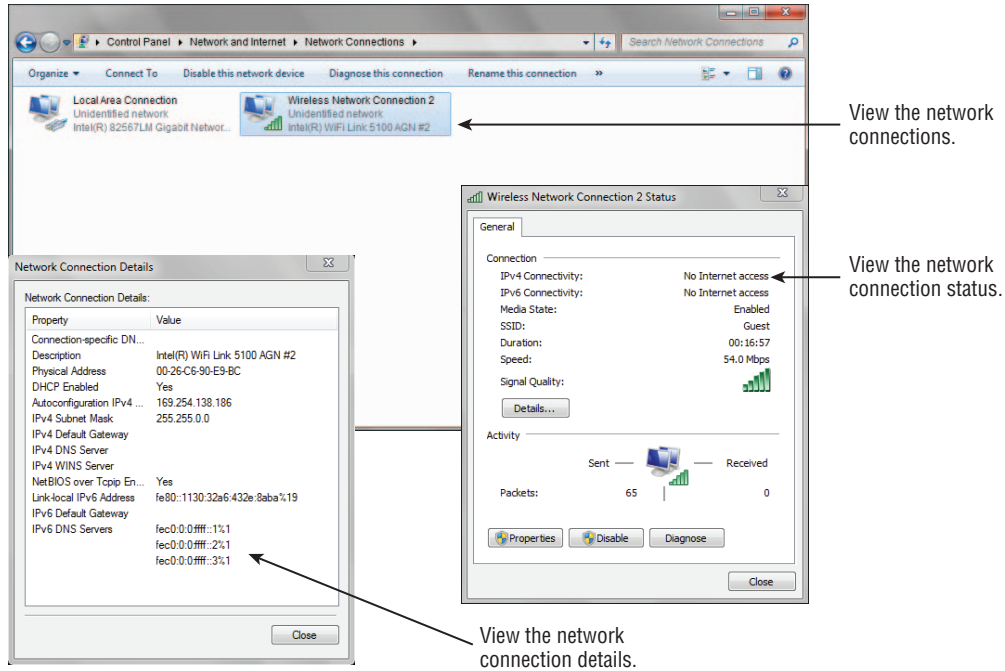 Control Panel ▸ Network and Internet ▸ Network Connections ▸
Search Network Connections
Organize ▾ Connect To Disable this network device Diagnose this connection Rename this connection »
Local Area Connection
Unidentified network
Intel(R) 82567LM Gigabit Networ...
Wireless Network Connection 2
Unidentified network
Intel(R) WiFi Link 5100 AGN #2
View the network
connections.
Wireless Network Connection 2 Status
General
Connection
IPv4 Connectivity: No Internet access
IPv6 Connectivity: No Internet access
Media State: Enabled
SSID: Guest
Duration: 00:16:57
Speed: 54.0 Mbps
Signal Quality:
Details...
Activity
Sent Received
Packets: 65 0
Properties Disable Diagnose
Close
View the network
connection status.
Network Connection Details
Network Connection Details:
Property Value
Connection-specific DN...
Description Intel(R) WiFi Link 5100 AGN #2
Physical Address 00-26-C6-90-E9-BC
DHCP Enabled Yes
Autoconfiguration IPv4 ... 169.254.138.186
IPv4 Subnet Mask 255.255.0.0
IPv4 Default Gateway
IPv4 DNS Server
IPv4 WINS Server
NetBIOS over Tcpip En... Yes
Link-local IPv6 Address fe80::1130:32a6:432e:8aba%19
IPv6 Default Gateway
IPv6 DNS Servers fec0:0:0:ffff::1%1
fec0:0:0:ffff::2%1
fec0:0:0:ffff::3%1
Close
View the network
connection details.